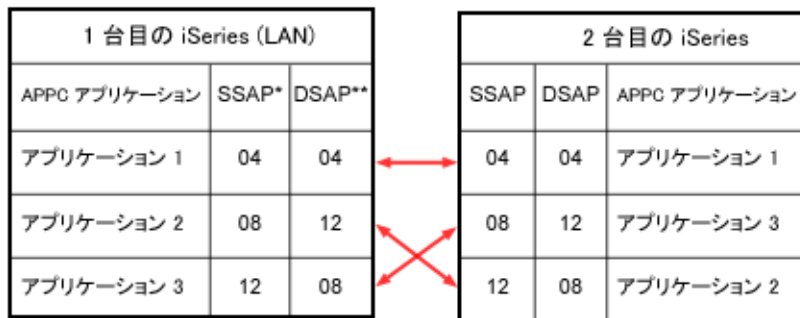 1 台目の iSeries (LAN)
APPC アプリケーション SSAP* DSAP**
アプリケーション 1 04 04
アプリケーション 2 08 12
アプリケーション 3 12 08
2 台目の iSeries
SSAP DSAP APPC アプリケーション
04 04 アプリケーション 1
08 12 アプリケーション 3
12 08 アプリケーション 2